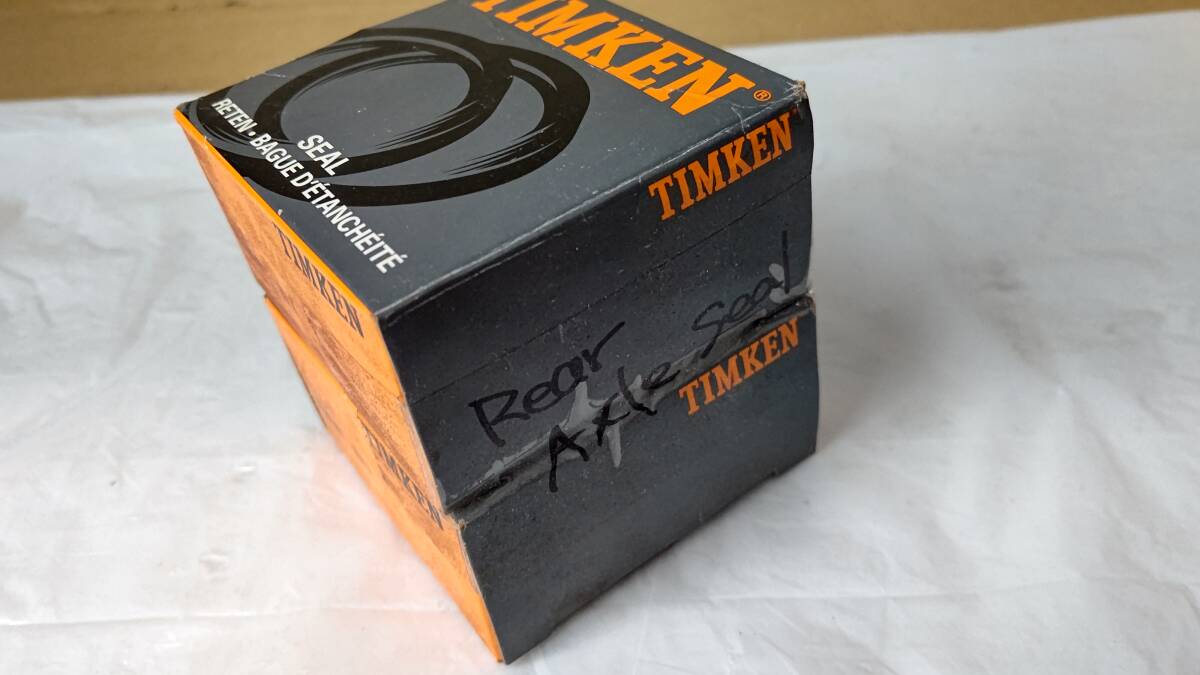 TIMKEN®
SEAL
RETEN • BAGUE D'ÉTANCHÉITÉ
TIMKEN
TIMKEN
Rear
Axle Seal
TIMKEN
TIMKEN